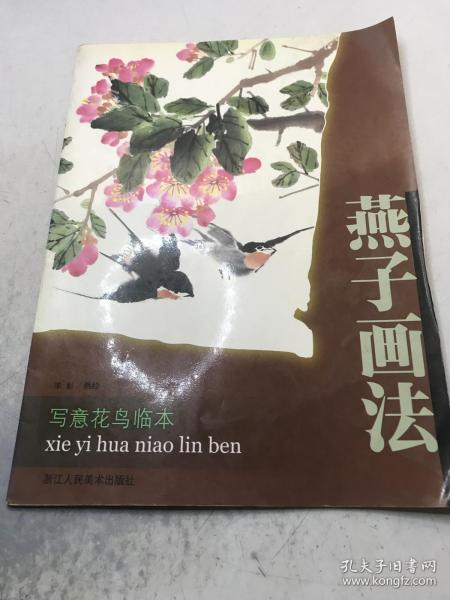 燕子画法
写意花鸟临本
xie yi hua niao lin ben
浙江人民美术出版社
孔夫子旧书网
www.kongfz.com